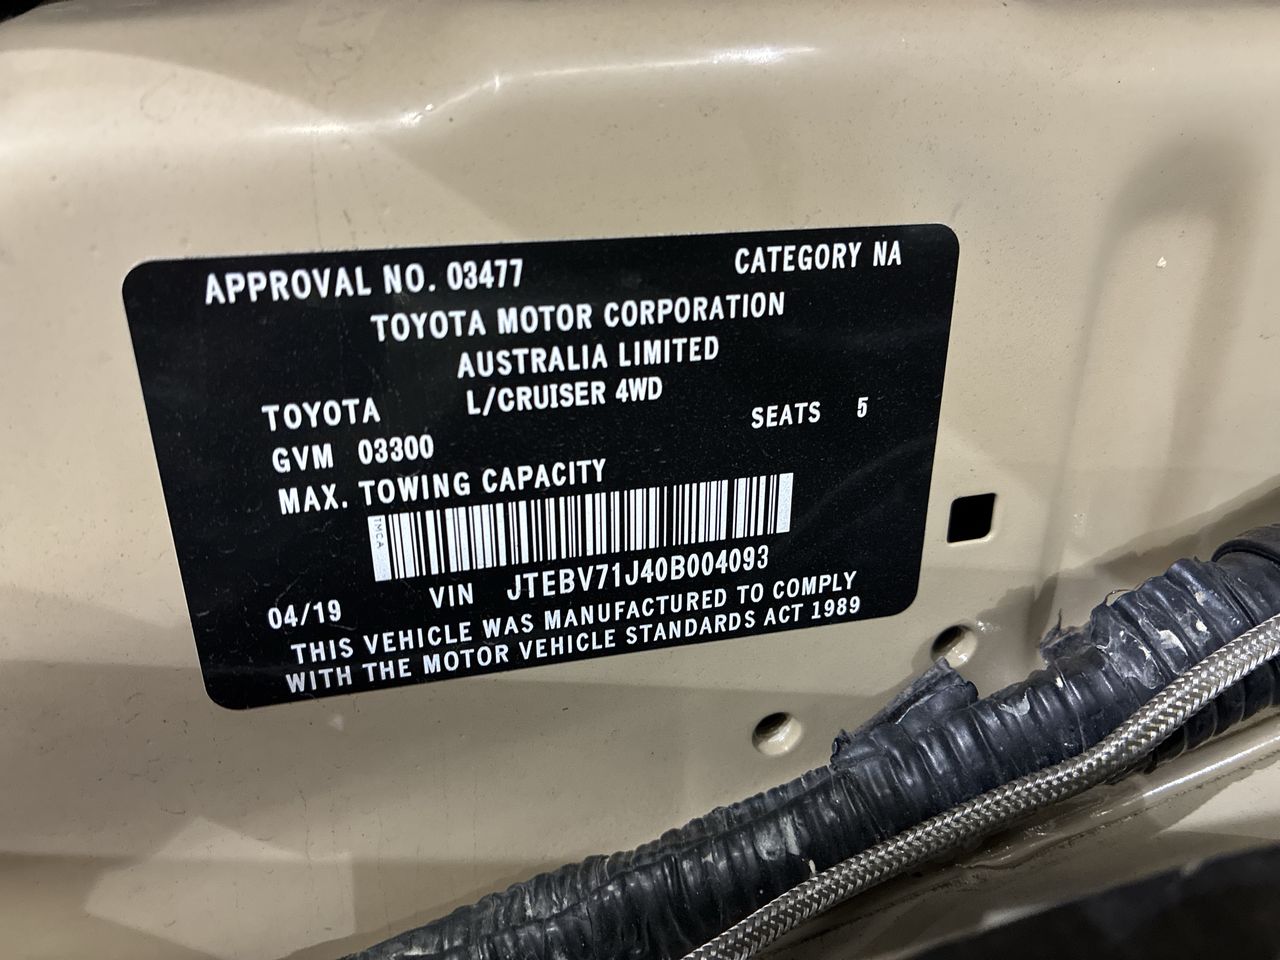 APPROVAL NO. 03477 CATEGORY NA
TOYOTA MOTOR CORPORATION
AUSTRALIA LIMITED
TOYOTA L/CRUISER 4WD
GVM 03300 SEATS 5
MAX. TOWING CAPACITY
TMCA
04/19 VIN JTEBV71J40B004093
THIS VEHICLE WAS MANUFACTURED TO COMPLY
WITH THE MOTOR VEHICLE STANDARDS ACT 1989